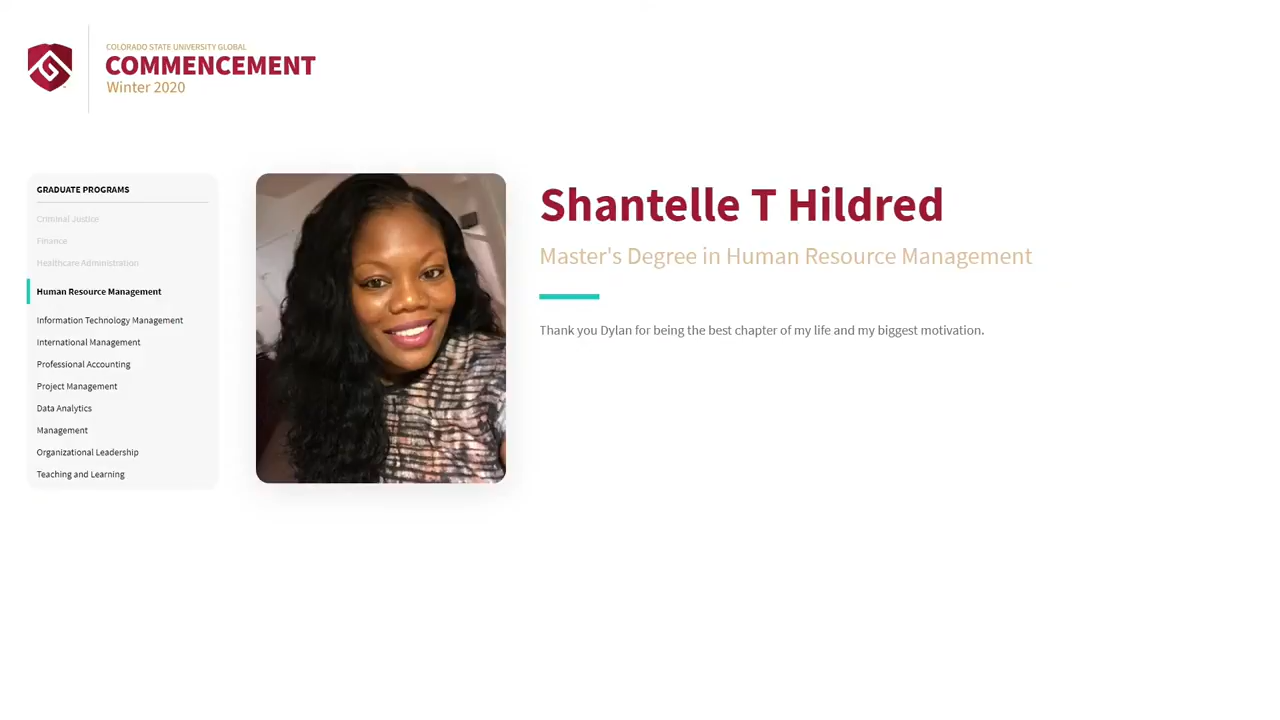 COLORADO STATE UNIVERSITY GLOBAL
COMMENCEMENT
Winter 2020
GRADUATE PROGRAMS
Criminal Justice
Finance
Healthcare Administration
Human Resource Management
Information Technology Management
International Management
Professional Accounting
Project Management
Data Analytics
Management
Organizational Leadership
Teaching and Learning
Shantelle T Hildred
Master's Degree in Human Resource Management
Thank you Dylan for being the best chapter of my life and my biggest motivation.